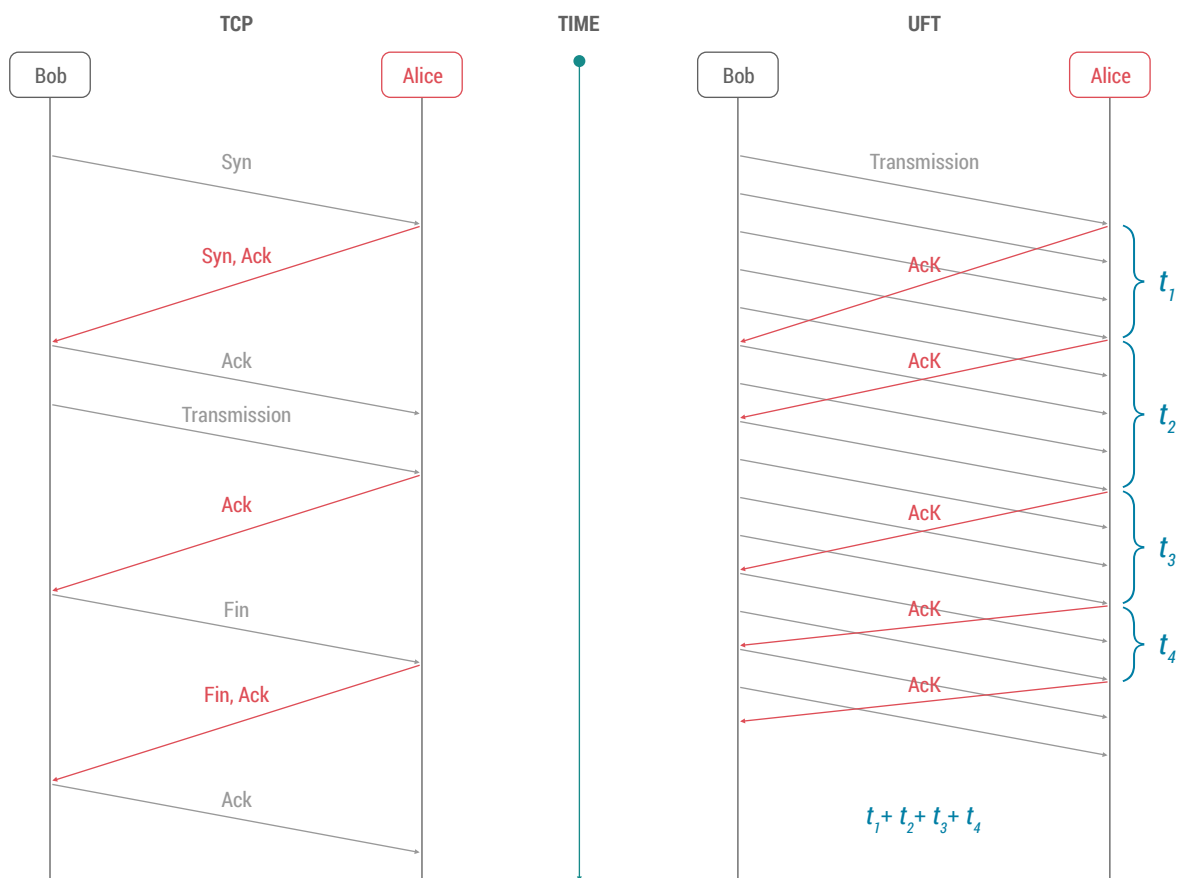 TCP
TIME
UFT
Bob
Alice
Bob
Alice
Syn
Transmission
Syn, Ack
AcK
t1
Ack
AcK
Transmission
t2
Ack
AcK
t3
Fin
AcK
t4
Fin, Ack
AcK
Ack
t1+ t2+ t3+ t4